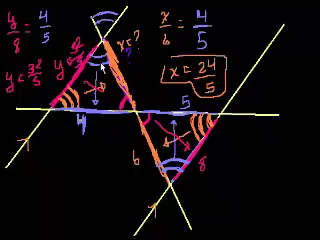 y/8 = 4/5
x/6 = 4/5
x=?
?
y = 32/5
y
x = 24/5
5
4
6
8